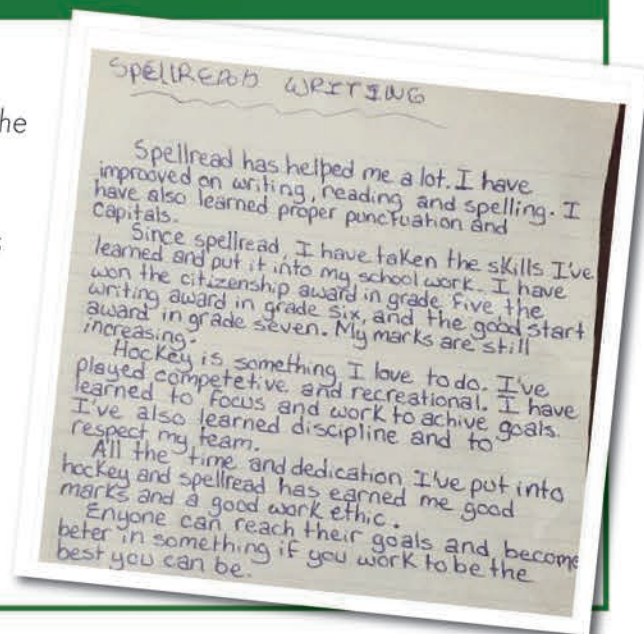 he
s
SPELLREADD WRITING
Spellread has helped me a lot. I have
improoved on writing, reading and spelling. I
have also learned proper punctuation and
capitals.
Since spellread, I have taken the skills I've
learned and put it into my school work. I have
won the citizenship award in grade five the
writing award in grade six, and the good start
award in grade seven. My marks are still
increasing.
Hockey is something I love to do. I've
played competetive and recreational. I have
learned to focus and work to achive goals.
I've also learned discipline and to
respect my team.
All the time and dedication I've put into
hockey and spellread has earned me good
marks and a good work ethic.
Enyone can reach their goals and become
beter in something if you work to be the
best you can be.